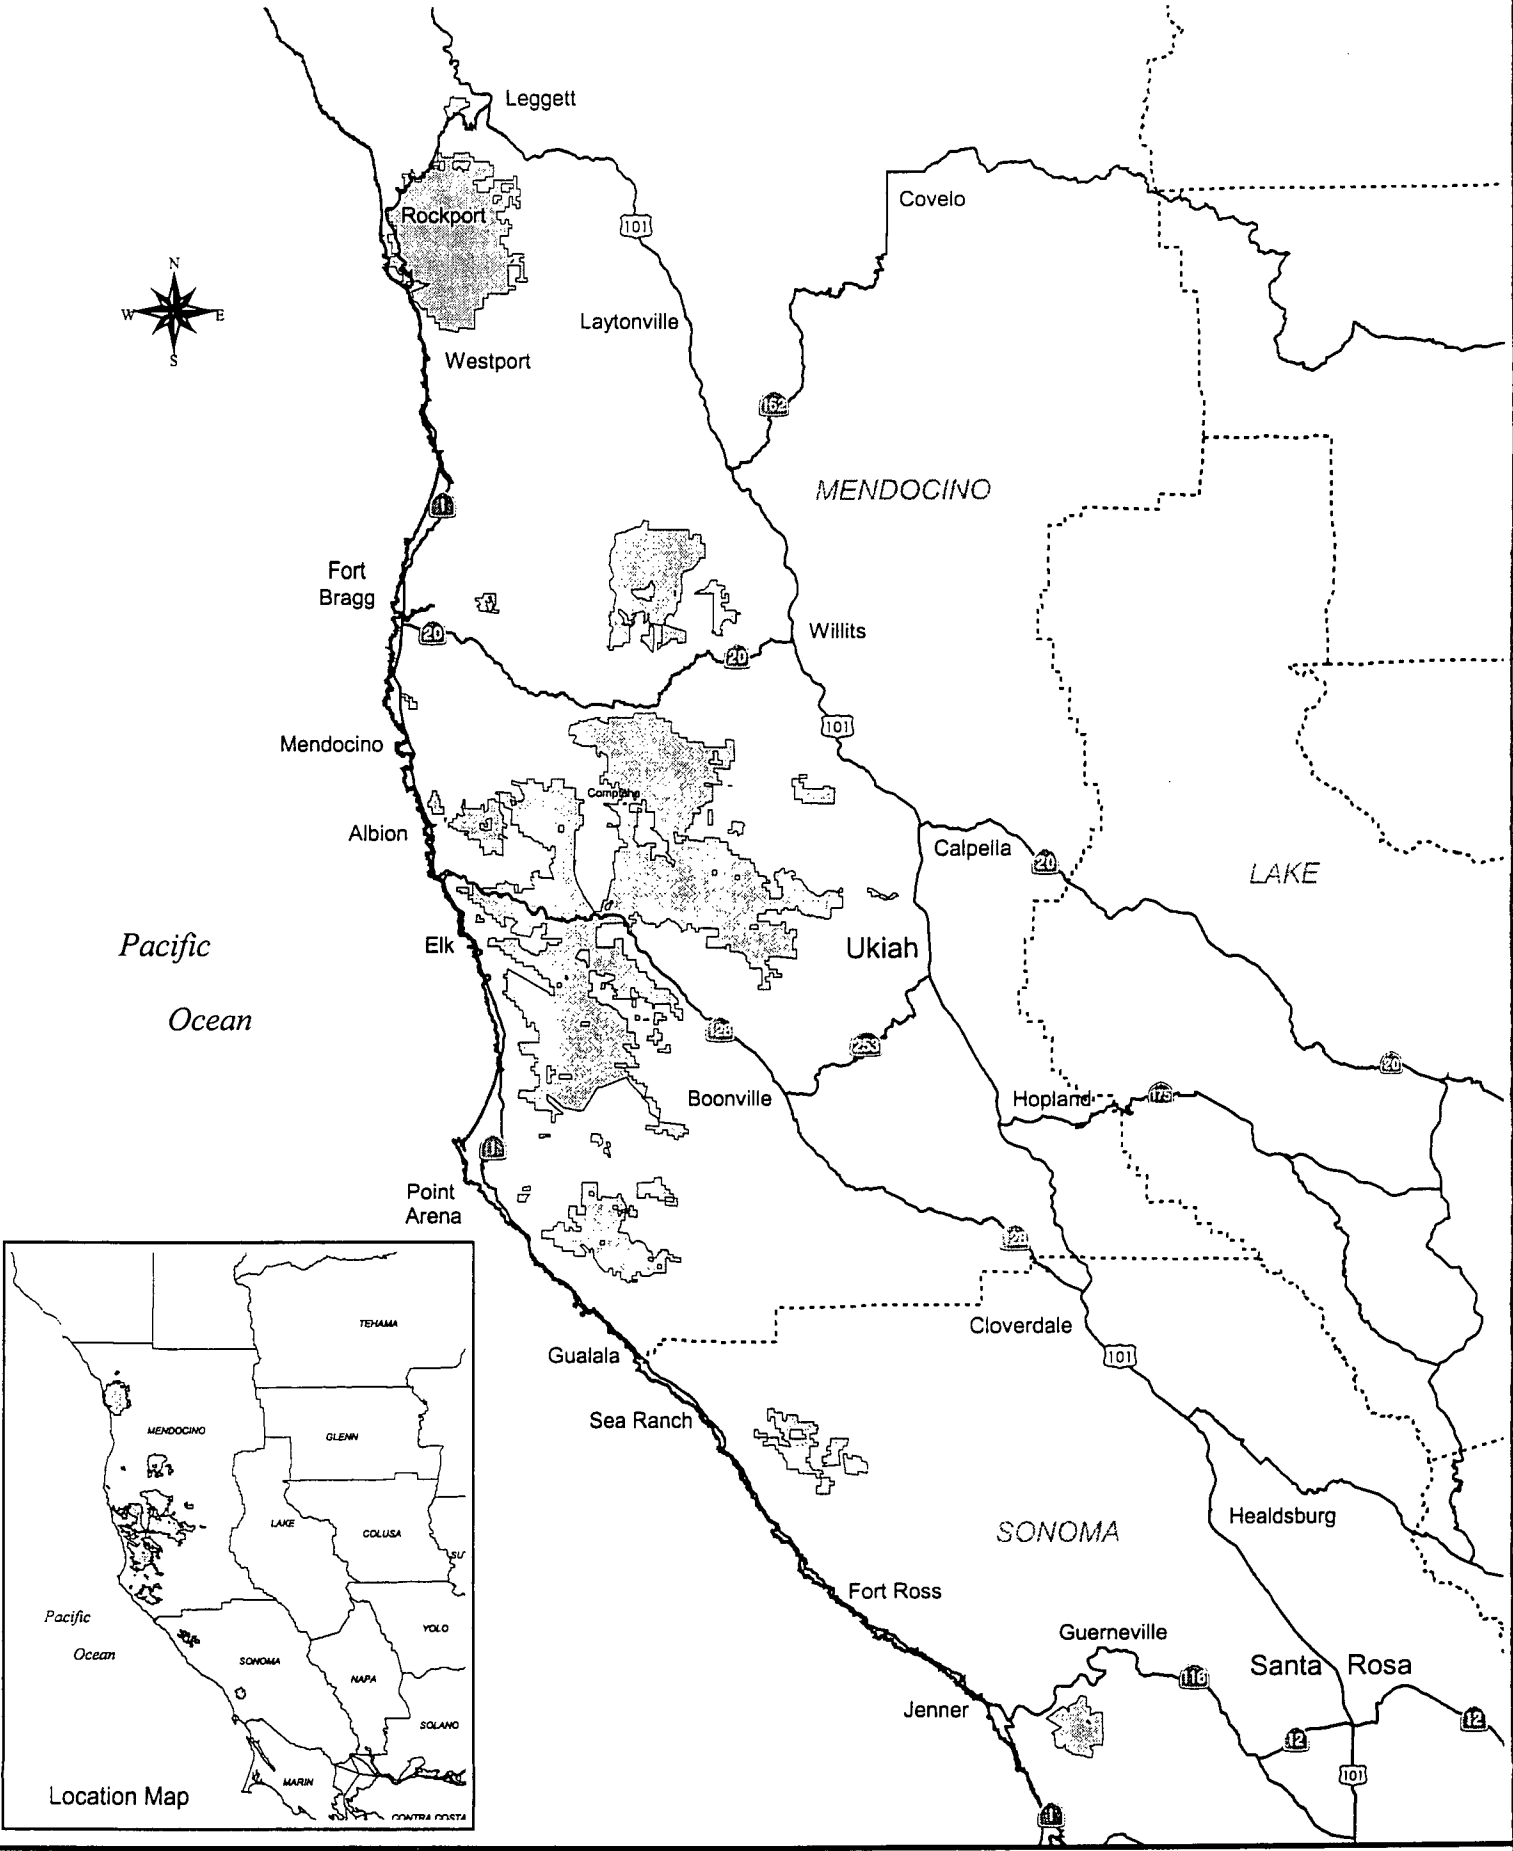 Leggett
Covelo
Rockport
101
N
W E
S
Laytonville
Westport
162
MENDOCINO
1
Fort
Bragg
20
Willits
20
101
Mendocino
Comptche
Albion
Calpella
20
LAKE
Elk
Ukiah
Pacific
Ocean
128
253
20
Boonville
Hopland
175
1
Point
Arena
128
Cloverdale
Gualala
101
Sea Ranch
Healdsburg
SONOMA
Fort Ross
Guerneville
Santa Rosa
116
Jenner
12
12
101
1
TEHAMA
MENDOCINO
GLENN
LAKE
COLUSA
SU
Pacific
Ocean
YOLO
SONOMA
NAPA
SOLANO
MARIN
Location Map
CONTRA COSTA